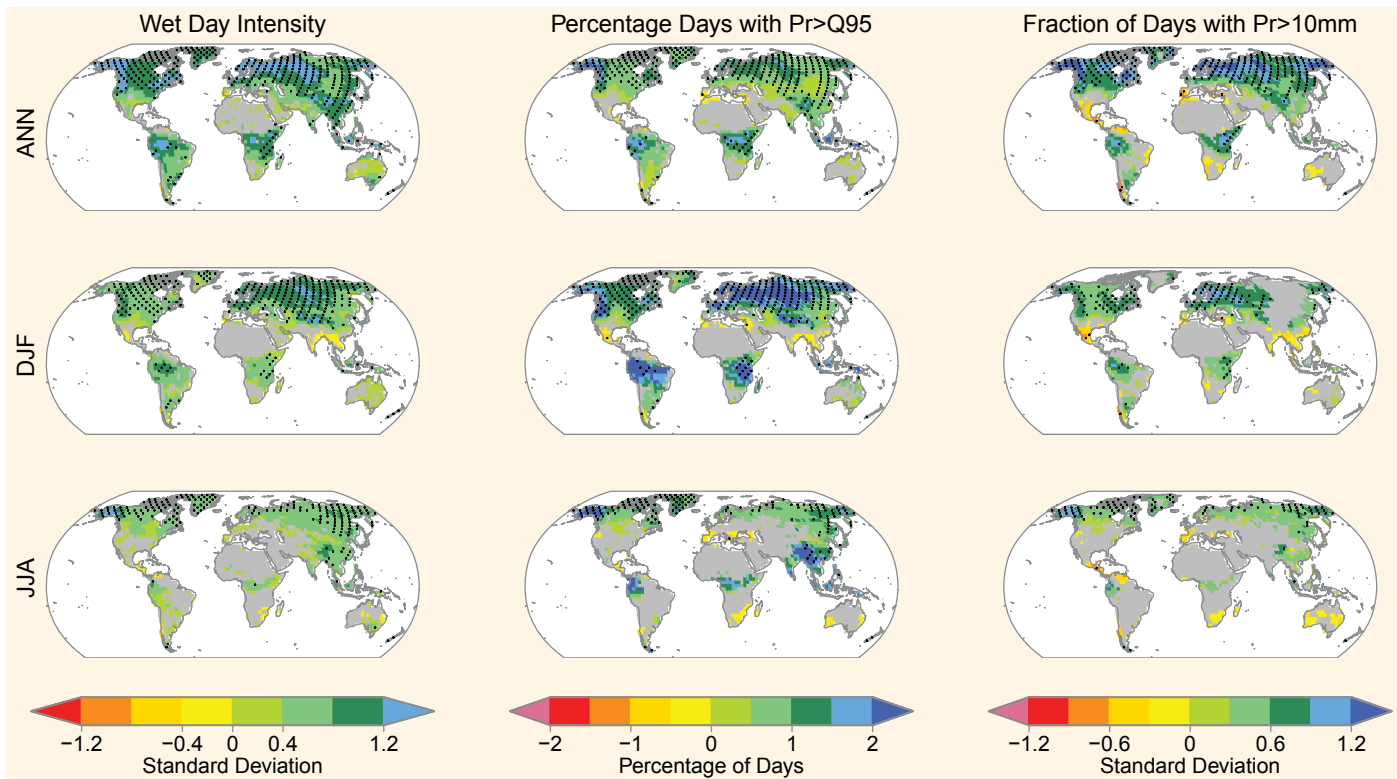 Wet Day Intensity
Percentage Days with Pr>Q95
Fraction of Days with Pr>10mm
ANN
DJF
JJA
−1.2 −0.4 0 0.4 1.2
Standard Deviation
−2 −1 0 1 2
Percentage of Days
−1.2 −0.6 0 0.6 1.2
Standard Deviation